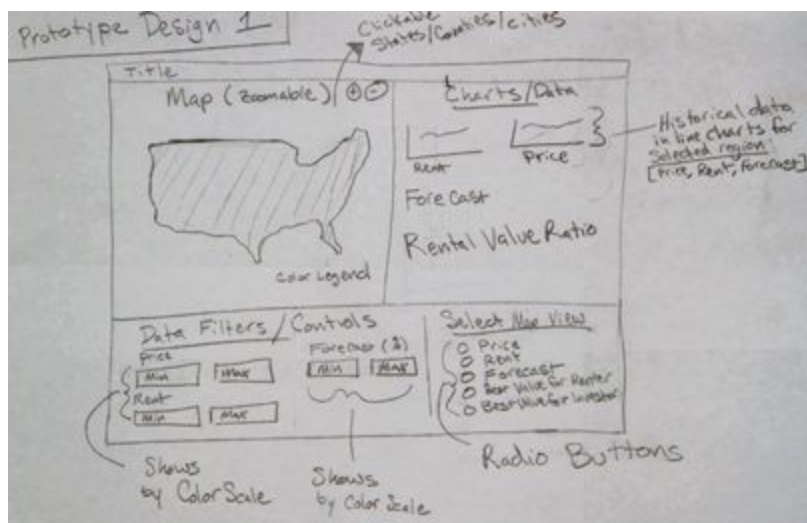 Prototype Design 1
Clickable
States/Counties/cities
Title
Map (Zoomable) + -
Color Legend
Charts/Data
Rent
Price
Forecast
Rental Value Ratio
Historical data
in line charts for
Selected region
[Price, Rent, Forecast]
Data Filters/Controls
Price
Min Max
Rent
Min Max
Forecast (%)
Min Max
Select Map View
Price
Rent
Forecast
Best Value for Renter
Best Value for Investor
Shows
by Color Scale
Shows
by Color Scale
Radio Buttons